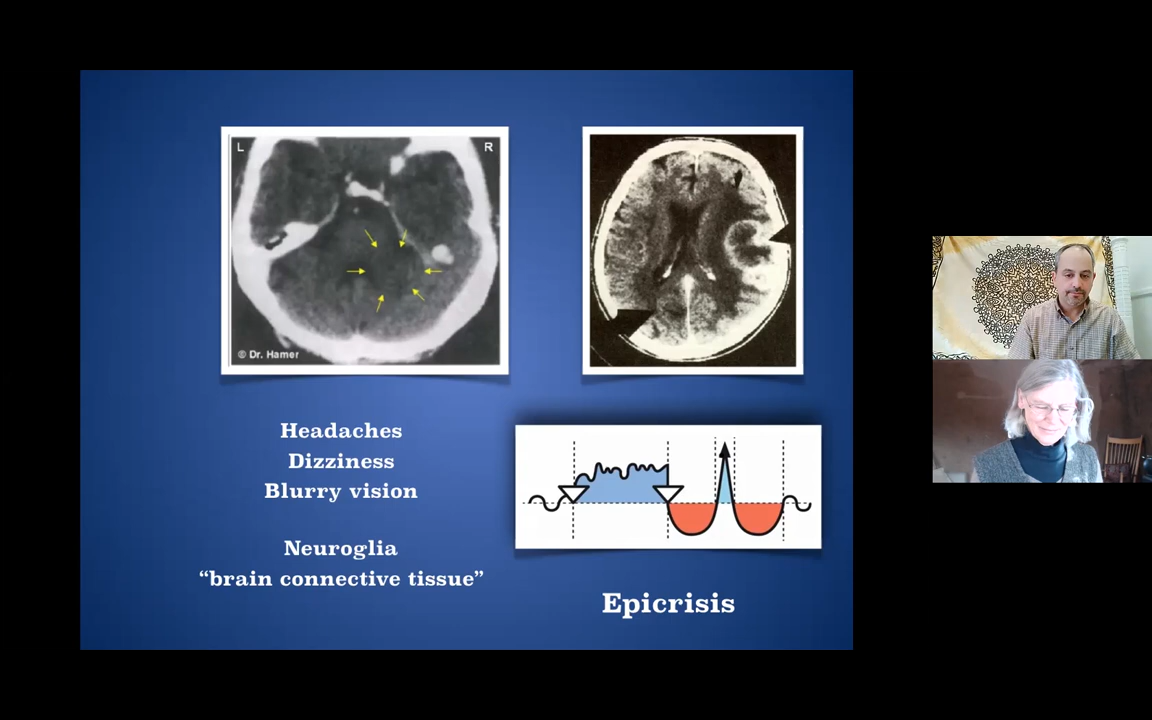 L
R
© Dr. Hamer
Headaches
Dizziness
Blurry vision
Neuroglia
“brain connective tissue”
Epicrisis